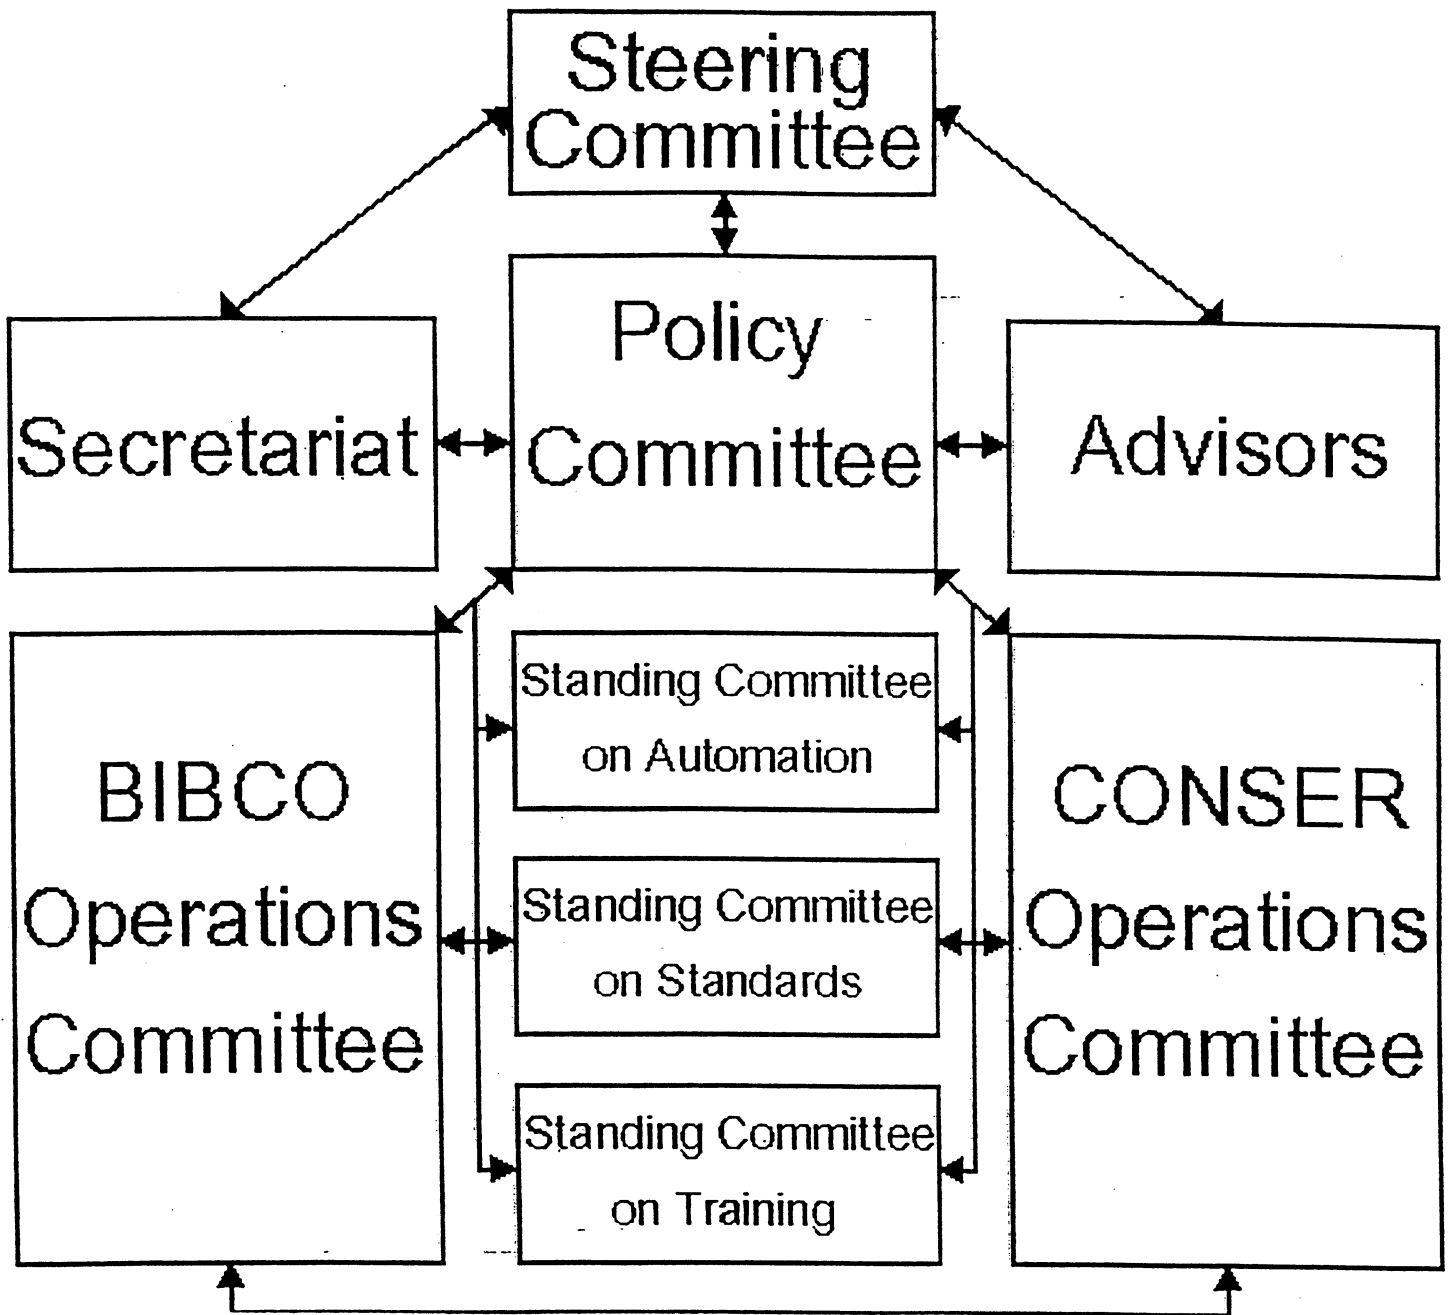 Steering
Committee
Policy
Committee
Secretariat
Advisors
BIBCO
Operations
Committee
Standing Committee
on Automation
Standing Committee
on Standards
Standing Committee
on Training
CONSER
Operations
Committee